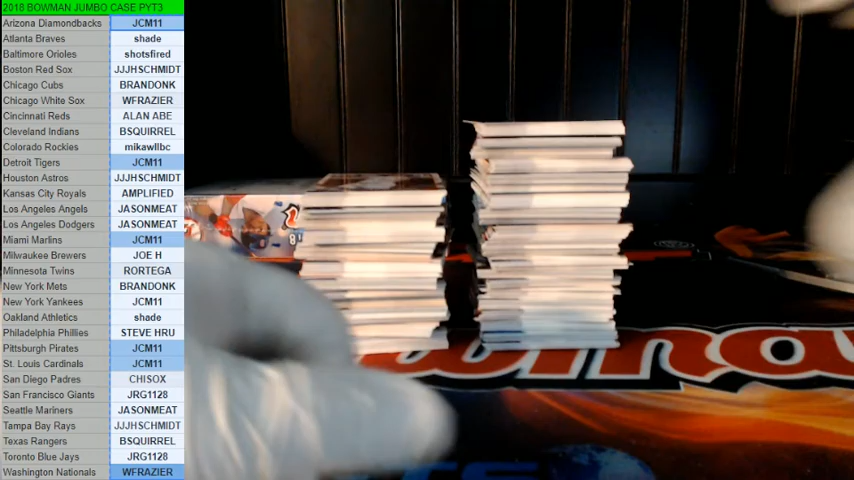 2018 BOWMAN JUMBO CASE PYT3
Arizona Diamondbacks JCM11
Atlanta Braves shade
Baltimore Orioles shotsfired
Boston Red Sox JJJHSCHMIDT
Chicago Cubs BRANDONK
Chicago White Sox WFRAZIER
Cincinnati Reds ALAN ABE
Cleveland Indians BSQUIRREL
Colorado Rockies mikawllbc
Detroit Tigers JCM11
Houston Astros JJJHSCHMIDT
Kansas City Royals AMPLIFIED
Los Angeles Angels JASONMEAT
Los Angeles Dodgers JASONMEAT
Miami Marlins JCM11
Milwaukee Brewers JOE H
Minnesota Twins RORTEGA
New York Mets BRANDONK
New York Yankees JCM11
Oakland Athletics shade
Philadelphia Phillies STEVE HRU
Pittsburgh Pirates JCM11
St. Louis Cardinals JCM11
San Diego Padres CHISOX
San Francisco Giants JRG1128
Seattle Mariners JASONMEAT
Tampa Bay Rays JJJHSCHMIDT
Texas Rangers BSQUIRREL
Toronto Blue Jays JRG1128
Washington Nationals WFRAZIER